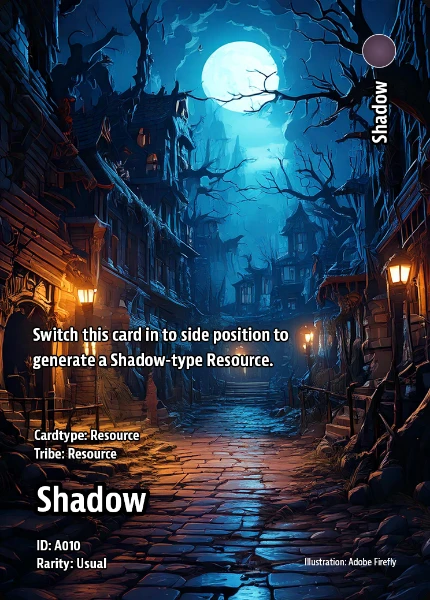 Shadow
Switch this card in to side position to
generate a Shadow-type Resource.
Cardtype: Resource
Tribe: Resource
Shadow
ID: A010
Rarity: Usual
Illustration: Adobe Firefly